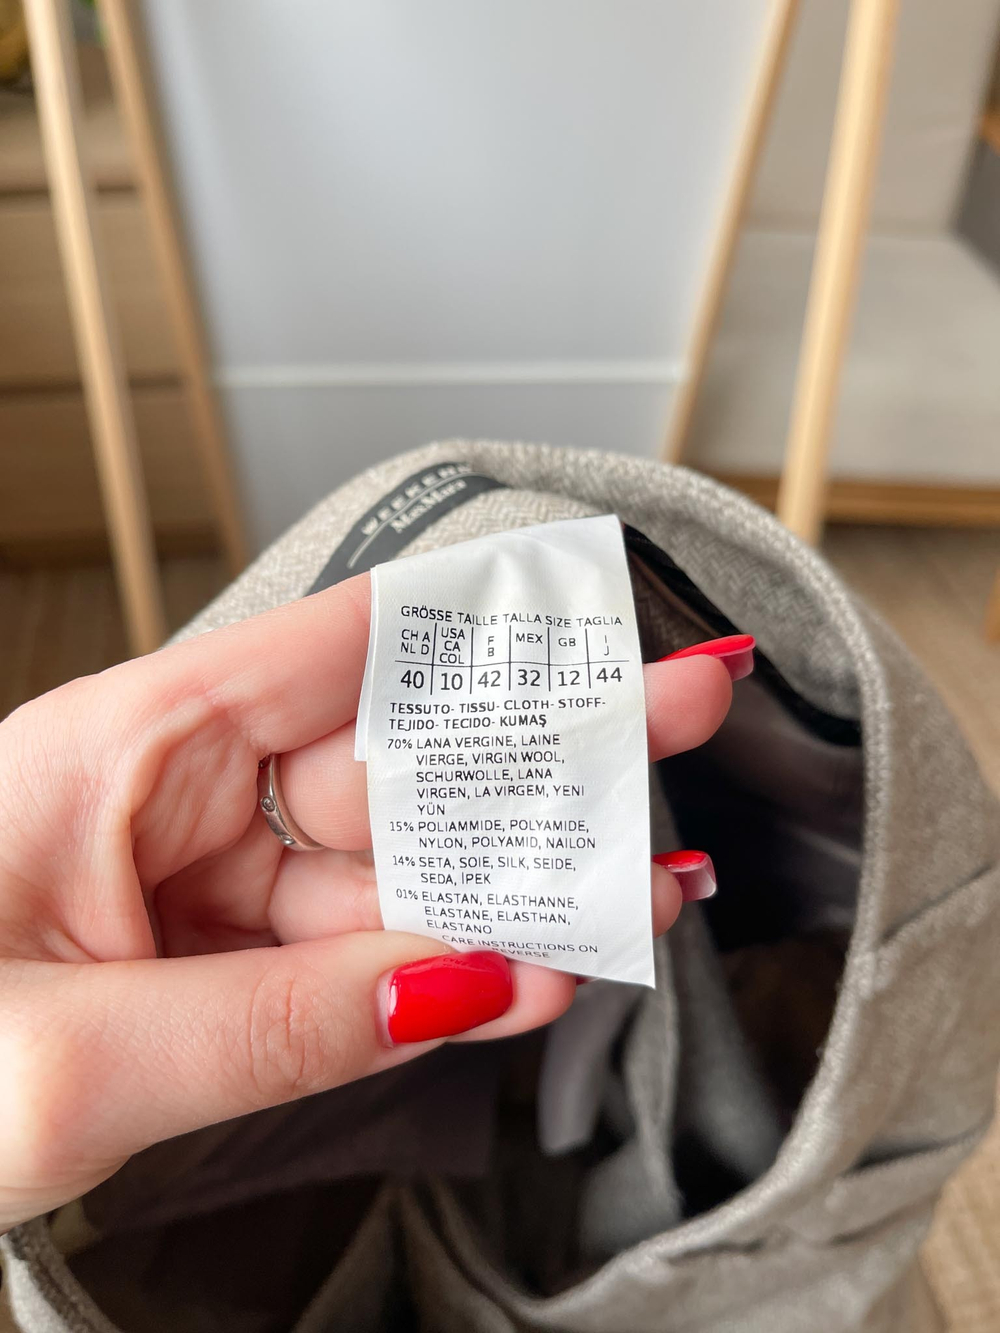 WEEKEND
MaxMara
GRÖSSE TAILLE TALLA SIZE TAGLIA
CH A USA F MEX GB I
NL D CA B J
COL
40 10 42 32 12 44
TESSUTO- TISSU- CLOTH- STOFF-
TEJIDO- TECIDO- KUMAŞ
70% LANA VERGINE, LAINE
VIERGE, VIRGIN WOOL,
SCHURWOLLE, LANA
VIRGEN, LA VIRGEM, YENI
YÜN
15% POLIAMMIDE, POLYAMIDE,
NYLON, POLYAMID, NAILON
14% SETA, SOIE, SILK, SEIDE,
SEDA, İPEK
01% ELASTAN, ELASTHANNE,
ELASTANE, ELASTHAN,
ELASTANO
CARE INSTRUCTIONS ON
REVERSE